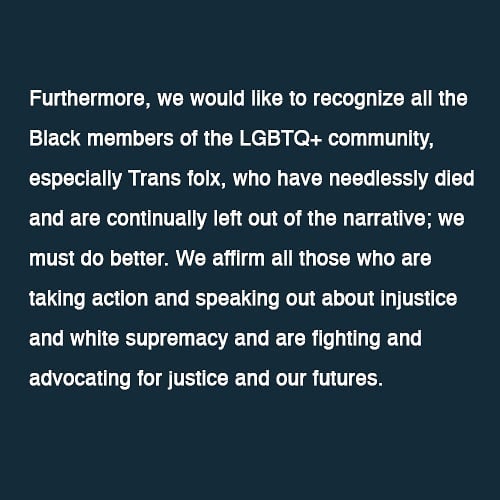 Furthermore, we would like to recognize all the
Black members of the LGBTQ+ community,
especially Trans folx, who have needlessly died
and are continually left out of the narrative; we
must do better. We affirm all those who are
taking action and speaking out about injustice
and white supremacy and are fighting and
advocating for justice and our futures.